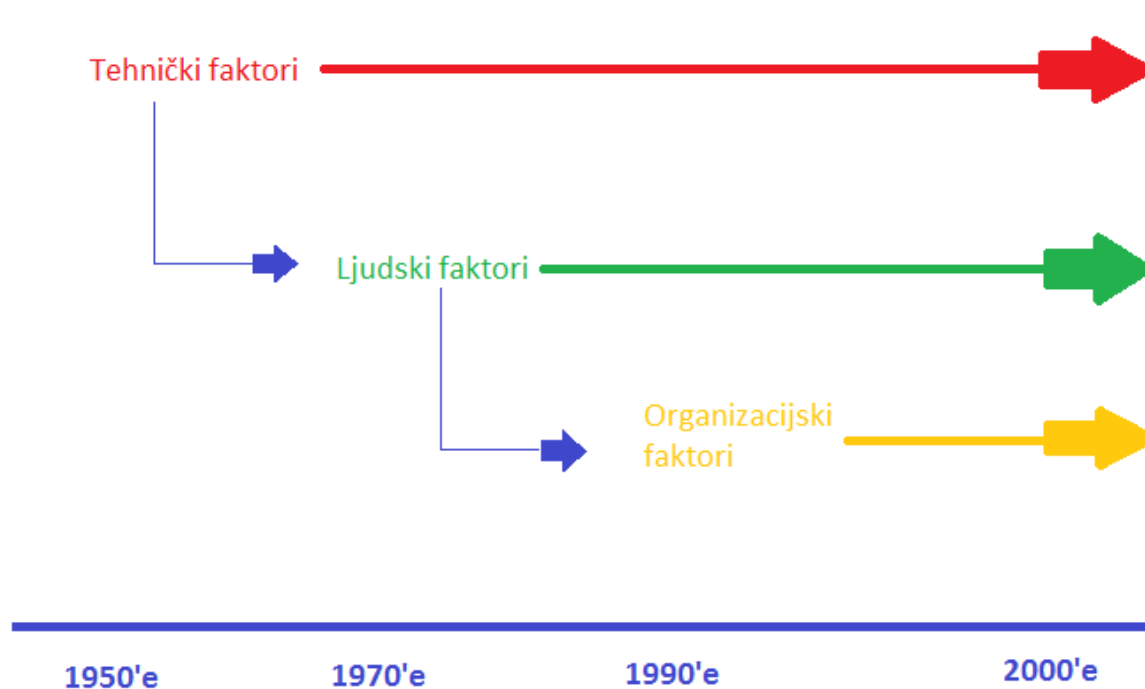 Tehnički faktori
Ljudski faktori
Organizacijski
faktori
1950'e
1970'e
1990'e
2000'e